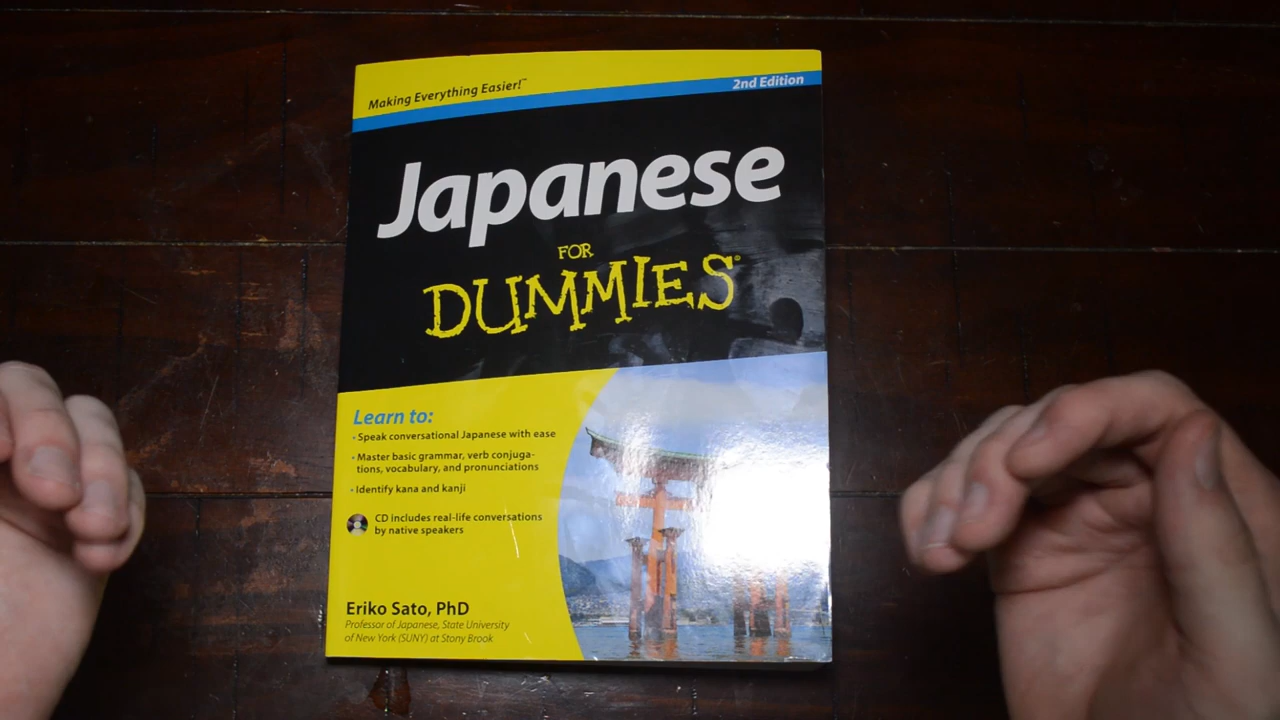 Making Everything Easier!™
2nd Edition
Japanese
FOR
DUMMIES®
Learn to:
• Speak conversational Japanese with ease
• Master basic grammar, verb conjuga-
tions, vocabulary, and pronunciations
• Identify kana and kanji
CD includes real-life conversations
by native speakers
Eriko Sato, PhD
Professor of Japanese, State University
of New York (SUNY) at Stony Brook